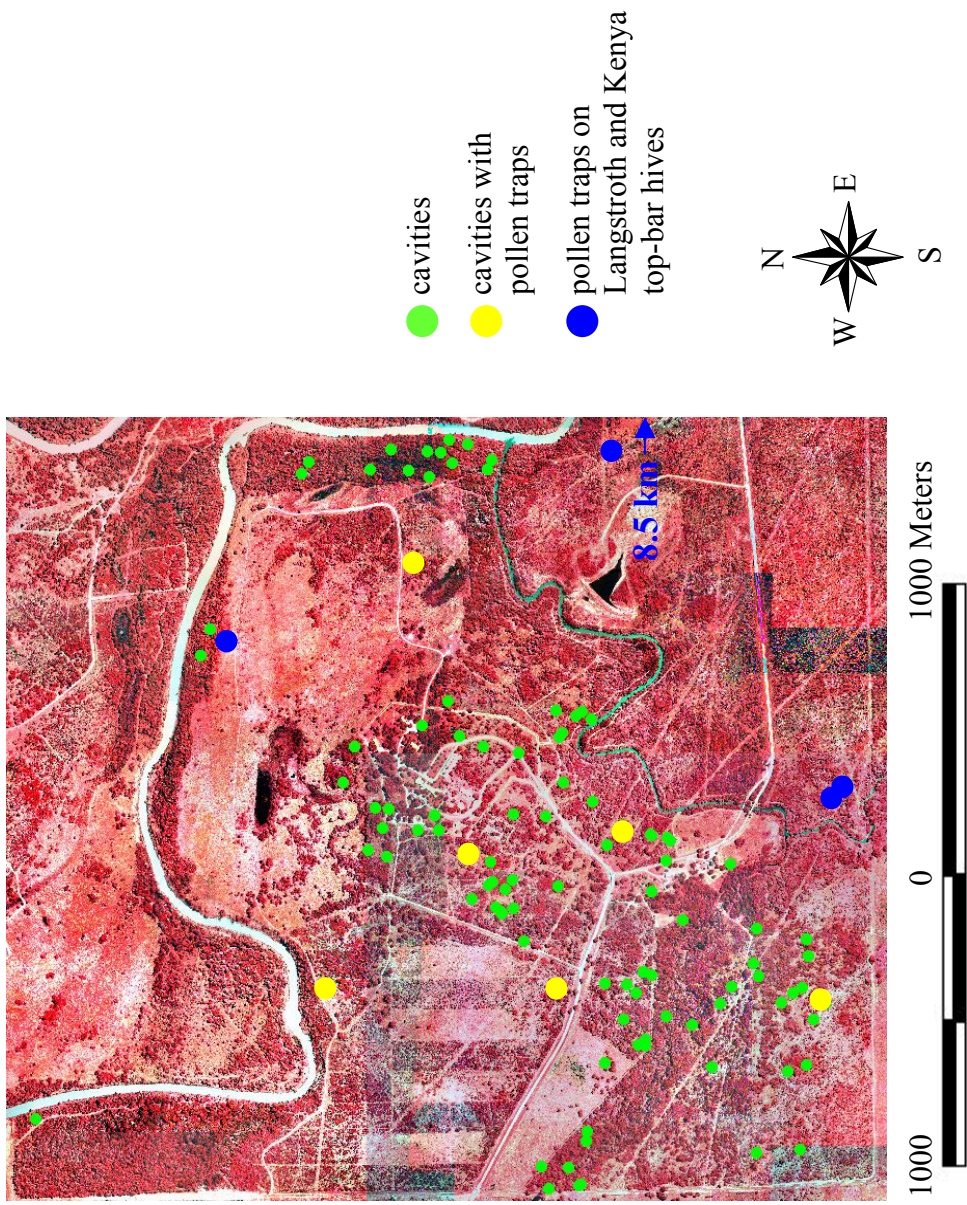 cavities
cavities with
pollen traps
pollen traps on
Langstroth and Kenya
top-bar hives
N
W
E
S
8.5 km
1000
0
1000 Meters